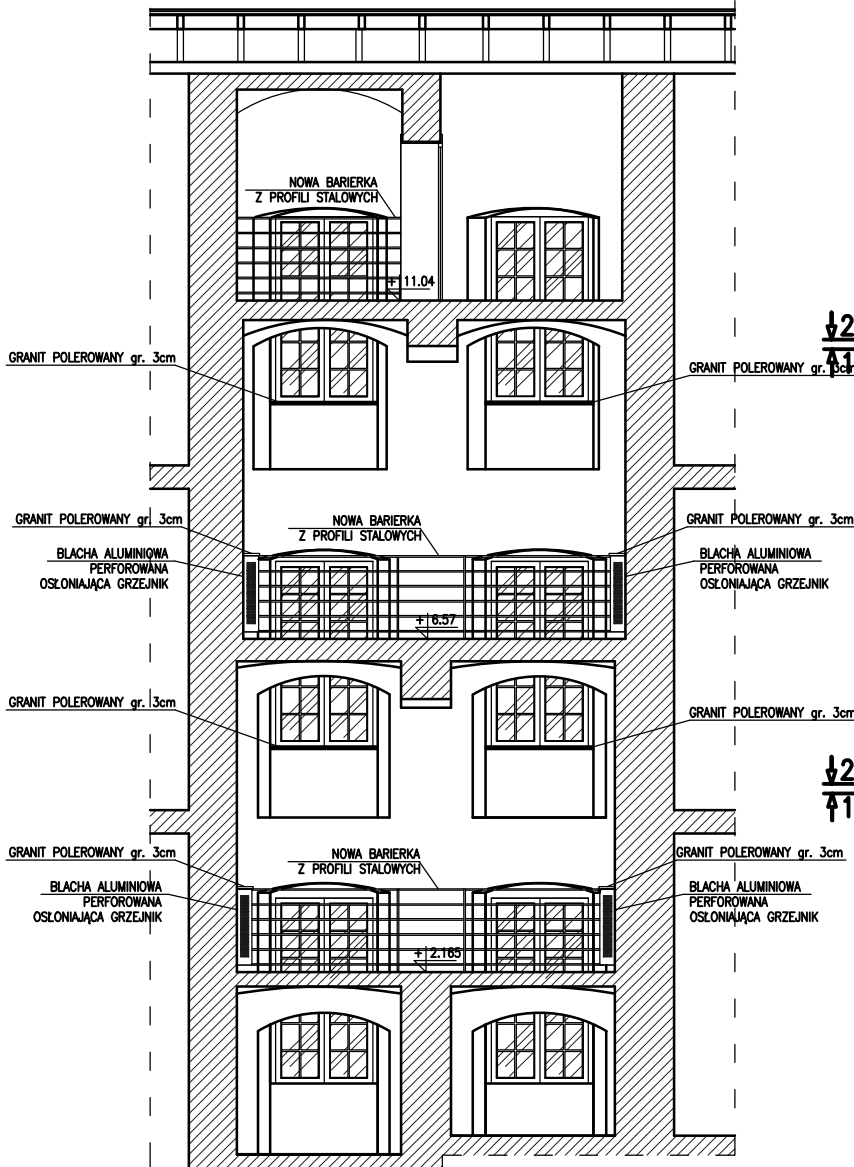 NOWA BARIERKA
Z PROFILI STALOWYCH
+ 11.04
2
1
GRANIT POLEROWANY gr. 3cm
GRANIT POLEROWANY gr. 3cm
GRANIT POLEROWANY gr. 3cm
NOWA BARIERKA
Z PROFILI STALOWYCH
GRANIT POLEROWANY gr. 3cm
BLACHA ALUMINIOWA
PERFOROWANA
OSŁONIAJĄCA GRZEJNIK
BLACHA ALUMINIOWA
PERFOROWANA
OSŁONIAJĄCA GRZEJNIK
+ 6.57
GRANIT POLEROWANY gr. 3cm
GRANIT POLEROWANY gr. 3cm
2
1
GRANIT POLEROWANY gr. 3cm
NOWA BARIERKA
Z PROFILI STALOWYCH
GRANIT POLEROWANY gr. 3cm
BLACHA ALUMINIOWA
PERFOROWANA
OSŁONIAJĄCA GRZEJNIK
BLACHA ALUMINIOWA
PERFOROWANA
OSŁONIAJĄCA GRZEJNIK
+ 2.165